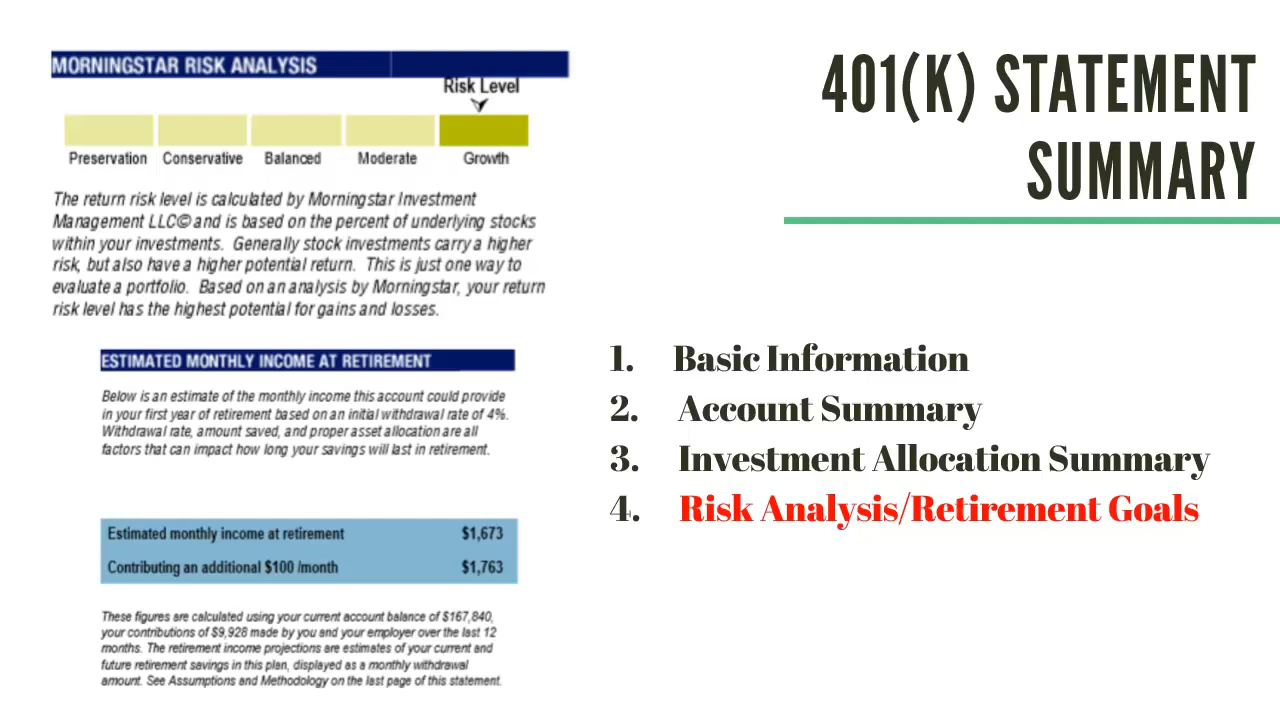 MORNINGSTAR RISK ANALYSIS
Risk Level
Preservation Conservative Balanced Moderate Growth
The return risk level is calculated by Morningstar Investment
Management LLC© and is based on the percent of underlying stocks
within your investments. Generally stock investments carry a higher
risk, but also have a higher potential return. This is just one way to
evaluate a portfolio. Based on an analysis by Morningstar, your return
risk level has the highest potential for gains and losses.
ESTIMATED MONTHLY INCOME AT RETIREMENT
Below is an estimate of the monthly income this account could provide
in your first year of retirement based on an initial withdrawal rate of 4%.
Withdrawal rate, amount saved, and proper asset allocation are all
factors that can impact how long your savings will last in retirement.
Estimated monthly income at retirement $1,673
Contributing an additional $100 /month $1,763
These figures are calculated using your current account balance of $167,840,
your contributions of $9,928 made by you and your employer over the last 12
months. The retirement income projections are estimates of your current and
future retirement savings in this plan, displayed as a monthly withdrawal
amount. See Assumptions and Methodology on the last page of this statement.
401(K) STATEMENT
SUMMARY
1. Basic Information
2. Account Summary
3. Investment Allocation Summary
4. Risk Analysis/Retirement Goals